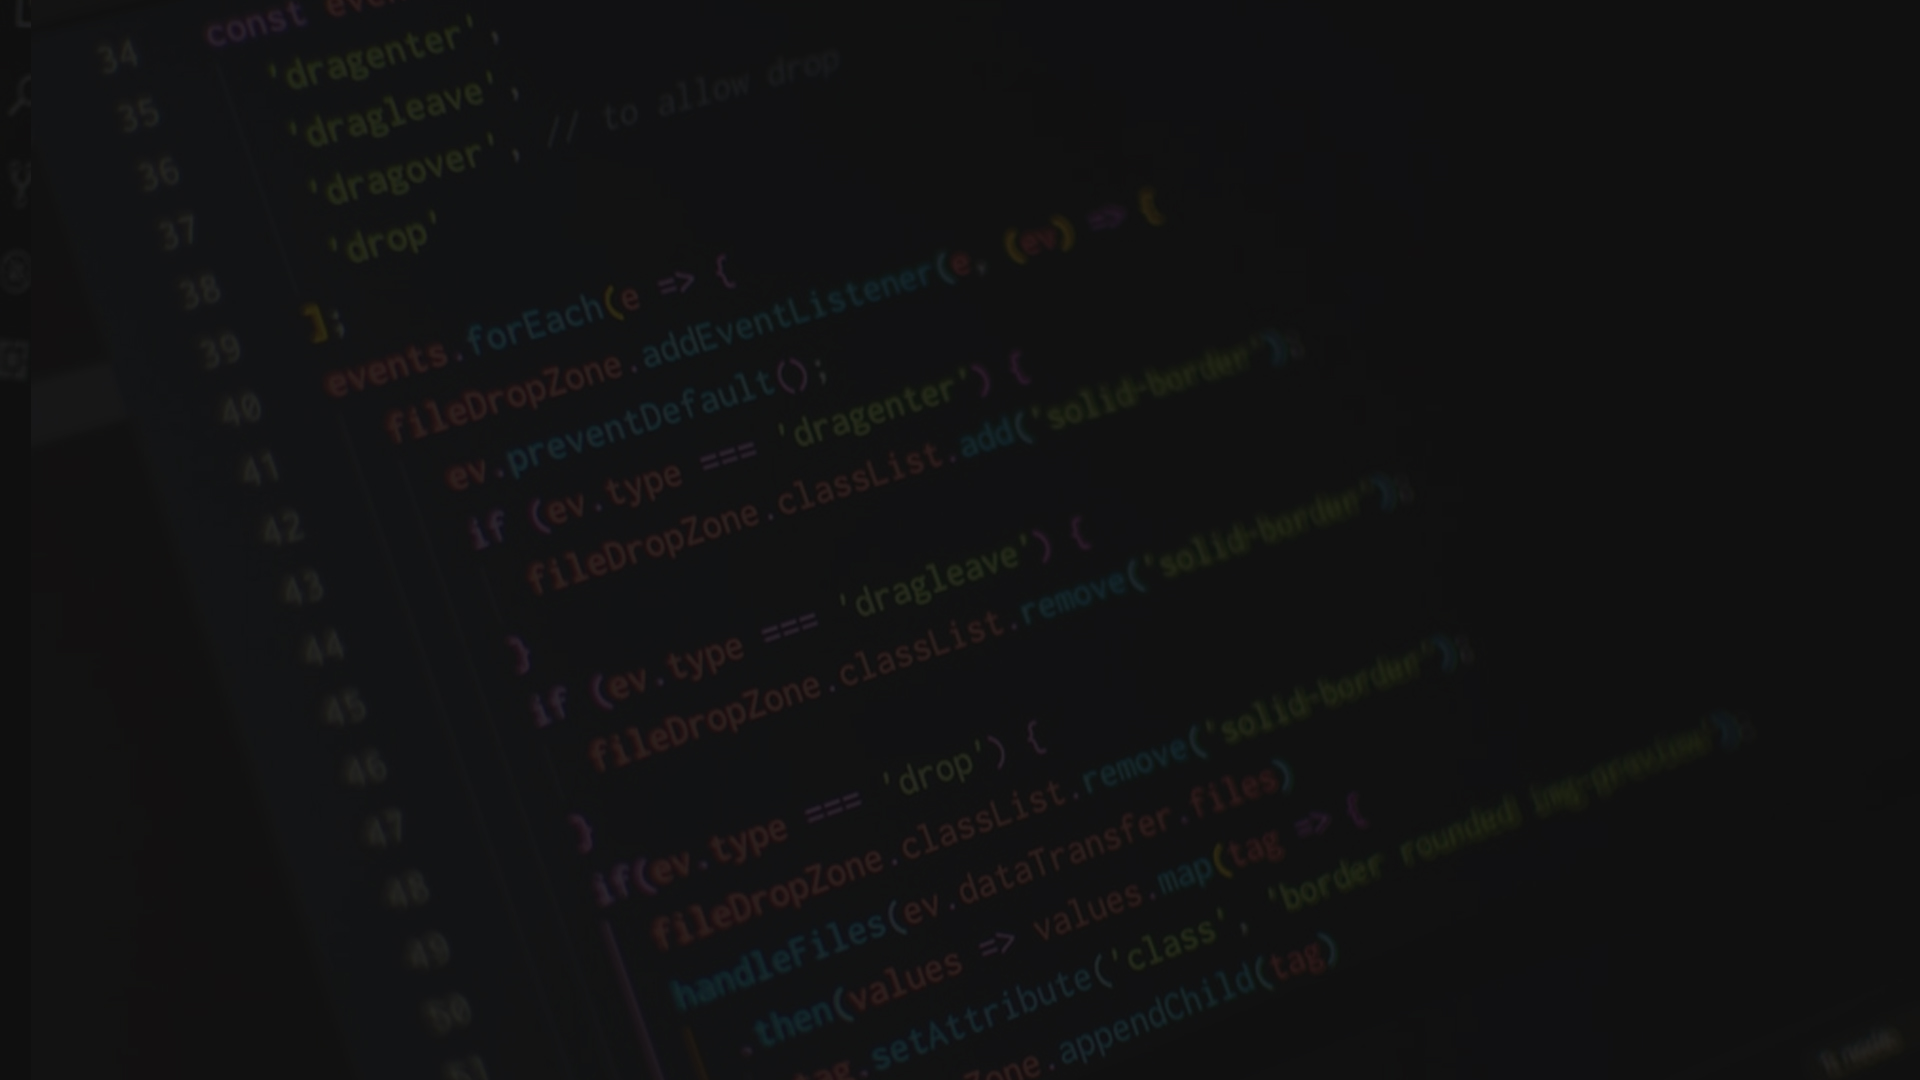 34 const
35 'dragenter',
36 'dragleave',
37 'dragover', // to allow drop
38 'drop'
39 ];
40 events.forEach(e => {
41 fileDropZone.addEventListener(e, (ev) => {
42 ev.preventDefault();
43 if (ev.type === 'dragenter') {
44 fileDropZone.classList.add('solid-border');
45 }
46 if (ev.type === 'dragleave') {
47 fileDropZone.classList.remove('solid-border');
48 }
49 if(ev.type === 'drop') {
50 fileDropZone.classList.remove('solid-border');
51 handleFiles(ev.dataTransfer.files)
.then(values => values.map(tag => {
tag.setAttribute('class', 'border rounded img-preview');
Zone.appendChild(tag)